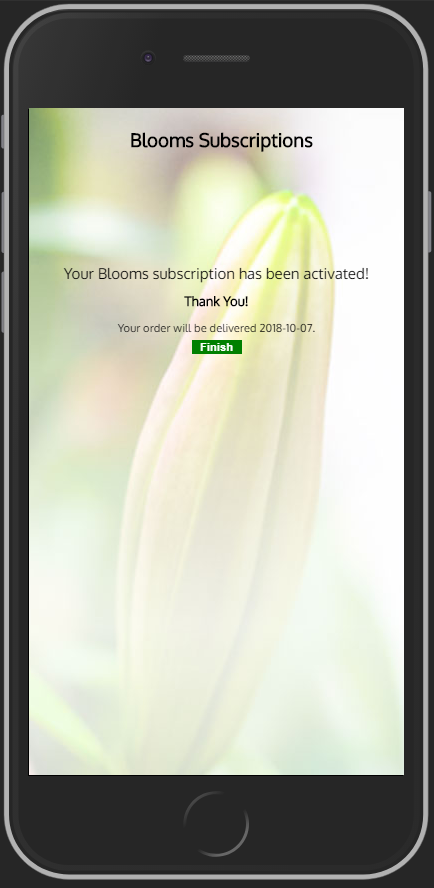 Blooms Subscriptions
Your Blooms subscription has been activated!
Thank You!
Your order will be delivered 2018-10-07.
Finish